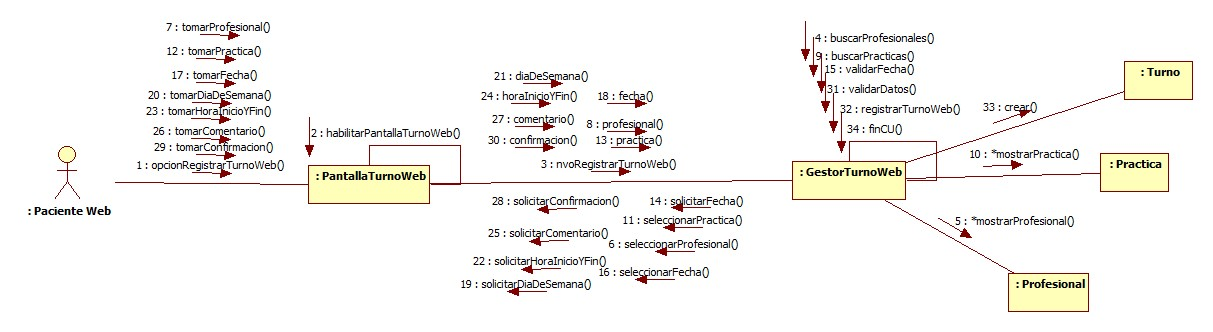 7 : tomarProfesional()
12 : tomarPractica()
17 : tomarFecha()
20 : tomarDiaDeSemana()
23 : tomarHoraInicioYFin()
26 : tomarComentario()
29 : tomarConfirmacion()
1 : opcionRegistrarTurnoWeb()
: Paciente Web
2 : habilitarPantallaTurnoWeb()
: PantallaTurnoWeb
21 : diaDeSemana()
24 : horaInicioYFin()
18 : fecha()
27 : comentario()
8 : profesional()
30 : confirmacion()
13 : practica()
3 : nvoRegistrarTurnoWeb()
28 : solicitarConfirmacion()
14 : solicitarFecha()
11 : seleccionarPractica()
25 : solicitarComentario()
6 : seleccionarProfesional()
22 : solicitarHoraInicioYFin()
16 : seleccionarFecha()
19 : solicitarDiaDeSemana()
4 : buscarProfesionales()
9 : buscarPracticas()
15 : validarFecha()
31 : validarDatos()
32 : registrarTurnoWeb()
34 : finCU()
: GestorTurnoWeb
33 : crear()
: Turno
10 : *mostrarPractica()
: Practica
5 : *mostrarProfesional()
: Profesional